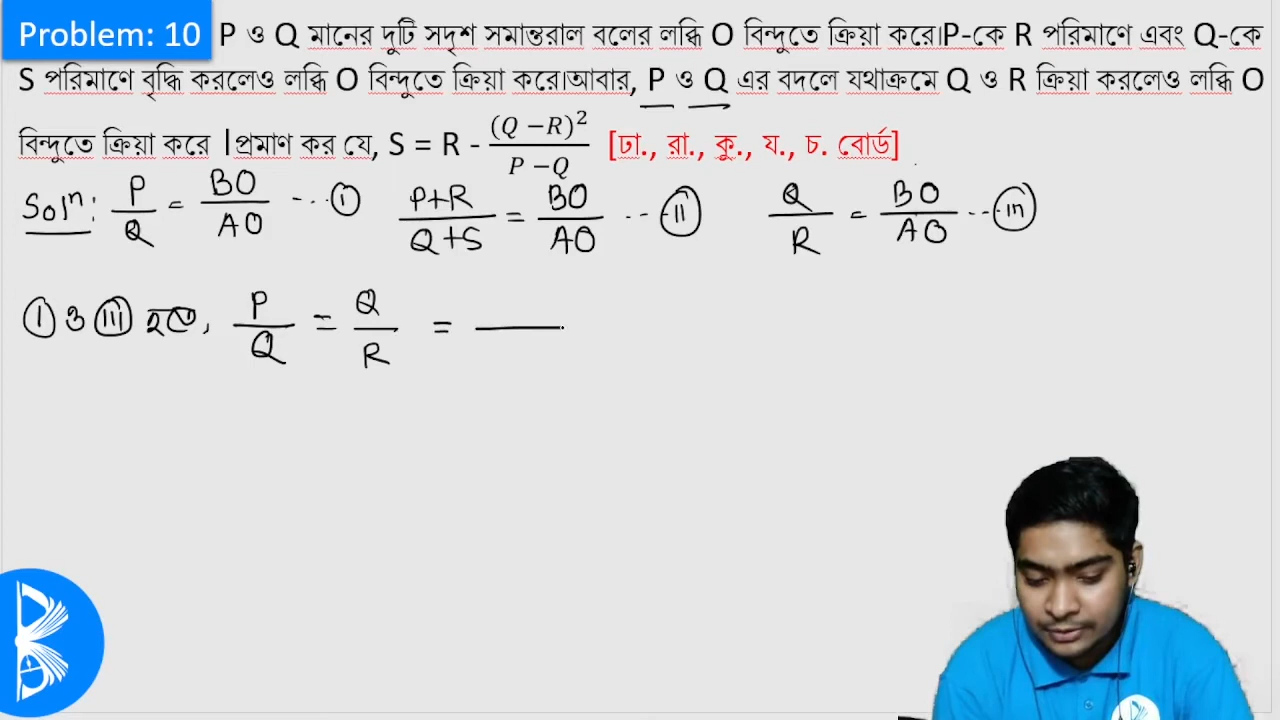 Problem: 10 P ও Q মানের দুটি সদৃশ সমান্তরাল বলের লব্ধি O বিন্দুতে ক্রিয়া করে।P-কে R পরিমাণে এবং Q-কে
S পরিমাণে বৃদ্ধি করলেও লব্ধি O বিন্দুতে ক্রিয়া করে।আবার, P ও Q এর বদলে যথাক্রমে Q ও R ক্রিয়া করলেও লব্ধি O
বিন্দুতে ক্রিয়া করে ।প্রমাণ কর যে, S = R - (Q −R)²/(P −Q) [ঢা., রা., কু., য., চ. বোর্ড]
Solⁿ: P/Q = BO/AO --- (i) (P+R)/(Q+S) = BO/AO --- (ii) Q/R = BO/AO --- (iii)
(i) ও (iii) হতে, P/Q = Q/R =